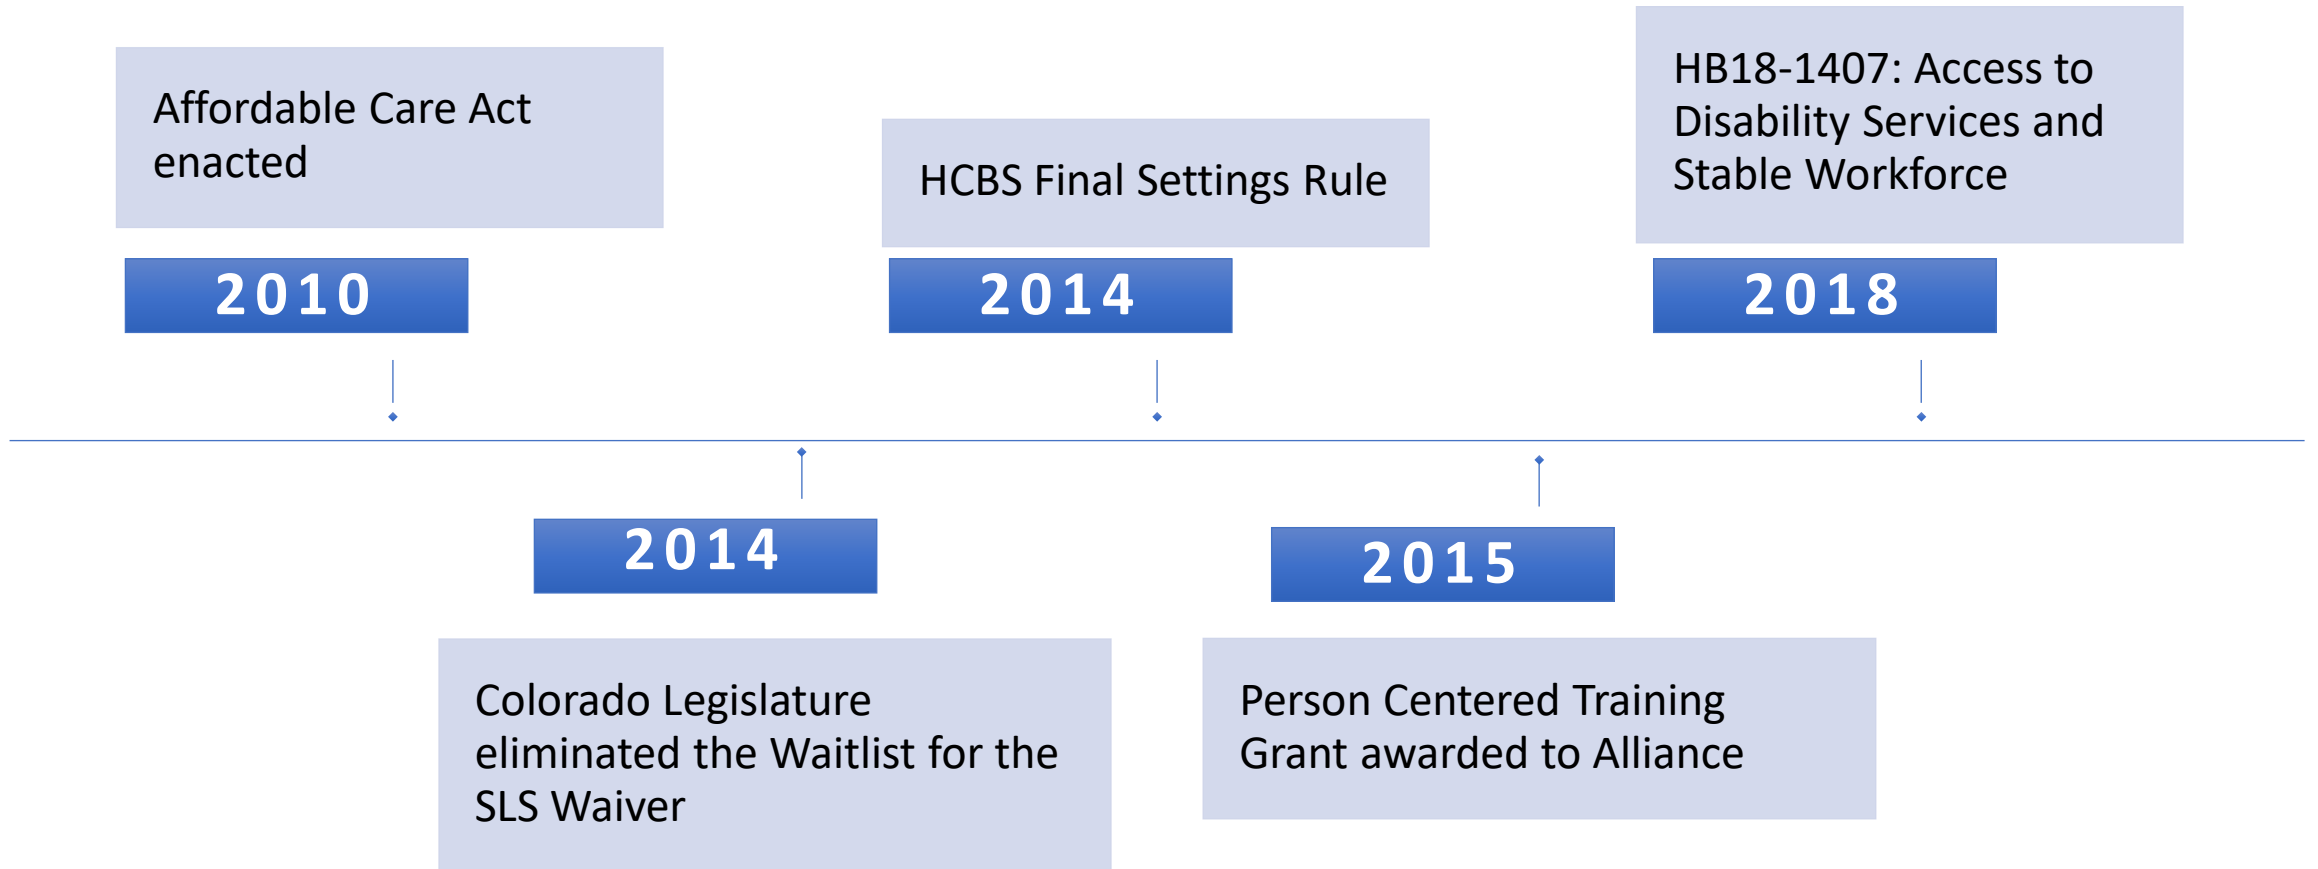 Affordable Care Act
enacted
2010
2014
Colorado Legislature
eliminated the Waitlist for the
SLS Waiver
HCBS Final Settings Rule
2014
2015
Person Centered Training
Grant awarded to Alliance
HB18-1407: Access to
Disability Services and
Stable Workforce
2018